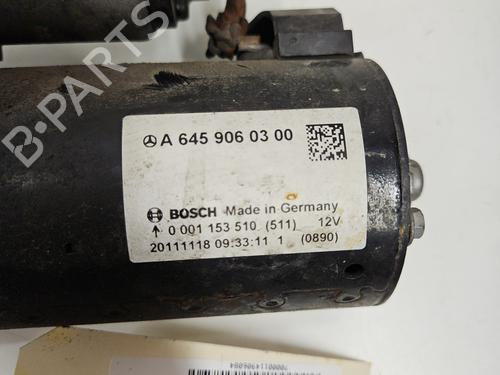 B-PARTS
A 645 906 03 00
BOSCH Made in Germany
0 001 153 510 (511) 12V
20111118 09:33:11 1 (0890)